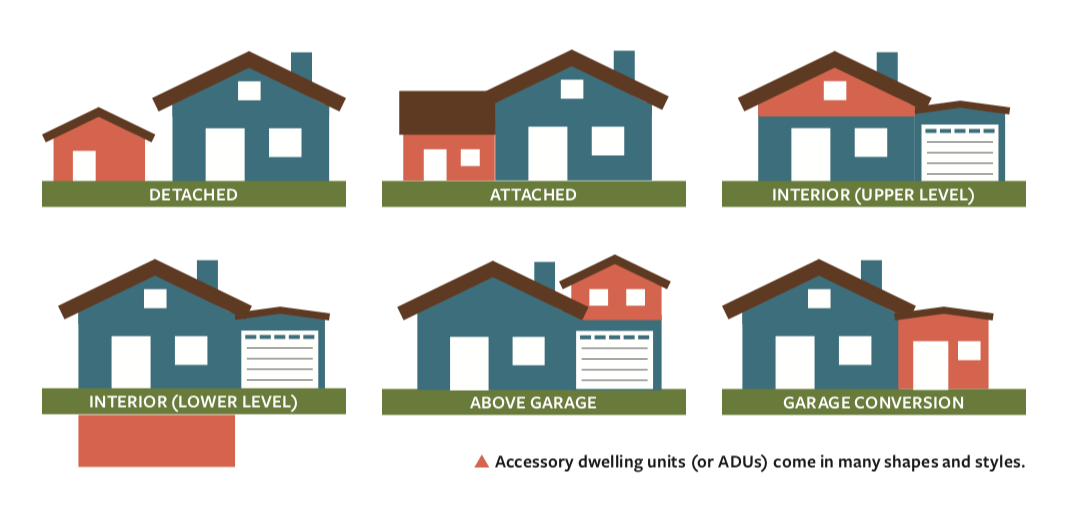 DETACHED
ATTACHED
INTERIOR (UPPER LEVEL)
INTERIOR (LOWER LEVEL)
ABOVE GARAGE
GARAGE CONVERSION
Accessory dwelling units (or ADUs) come in many shapes and styles.